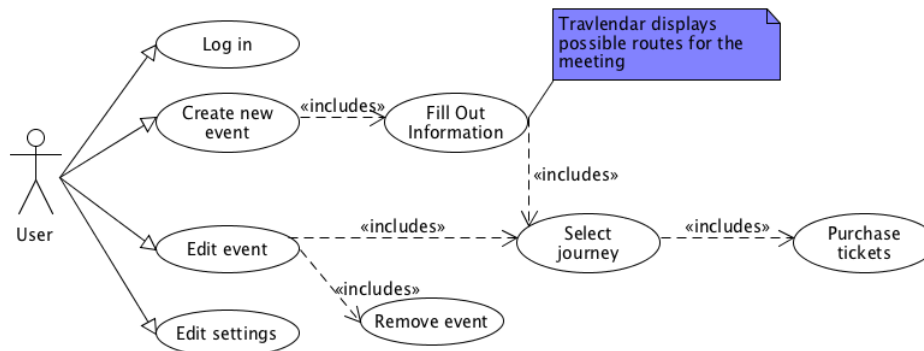 Travlendar displays
possible routes for the
meeting
Log in
Create new
event
«includes»
Fill Out
Information
«includes»
User
Edit event
«includes»
Select
journey
«includes»
Purchase
tickets
«includes»
Edit settings
Remove event